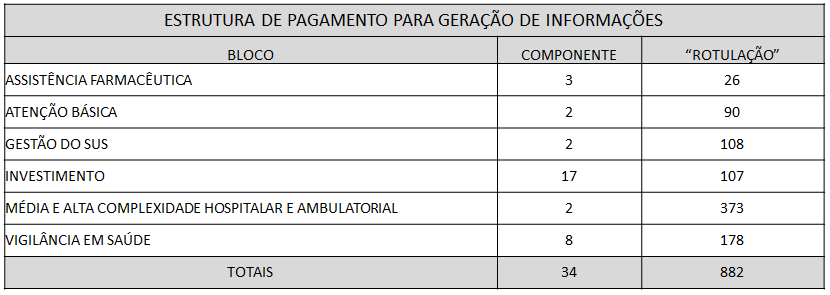 ESTRUTURA DE PAGAMENTO PARA GERAÇÃO DE INFORMAÇÕES
BLOCO COMPONENTE “ROTULAÇÃO”
ASSISTÊNCIA FARMACÊUTICA 3 26
ATENÇÃO BÁSICA 2 90
GESTÃO DO SUS 2 108
INVESTIMENTO 17 107
MÉDIA E ALTA COMPLEXIDADE HOSPITALAR E AMBULATORIAL 2 373
VIGILÂNCIA EM SAÚDE 8 178
TOTAIS 34 882